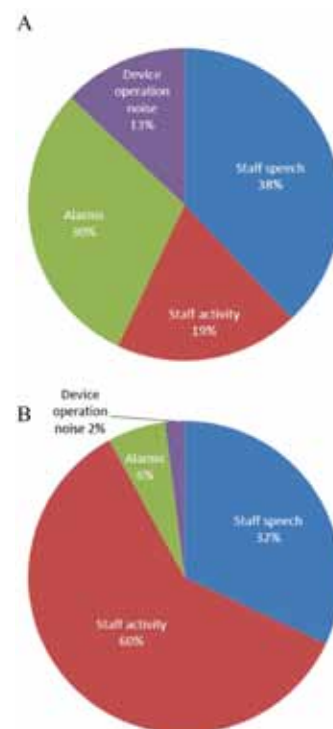 A
Device
operation
noise
13%
Staff speech
38%
Alarms
30%
Staff activity
19%
B
Device
operation
noise 2%
Alarms
6%
Staff speech
32%
Staff activity
60%